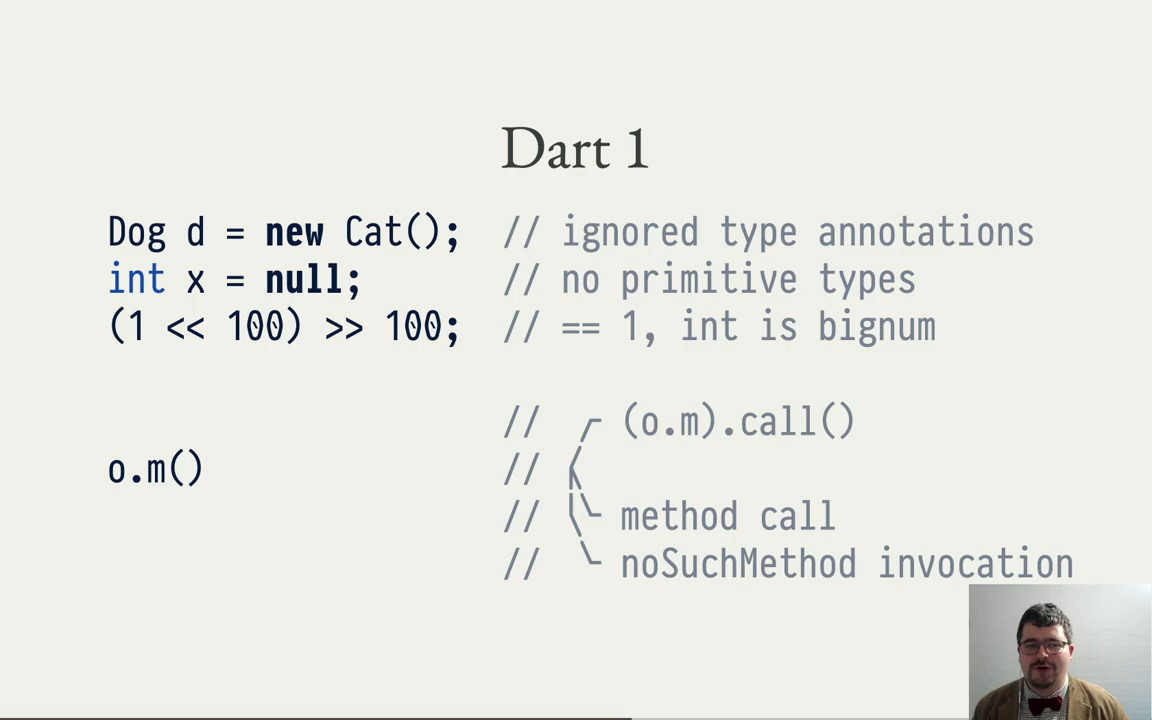 Dart 1
Dog d = new Cat(); // ignored type annotations
int x = null; // no primitive types
(1 << 100) >> 100; // == 1, int is bignum
// (o.m).call()
o.m() //
// method call
// noSuchMethod invocation